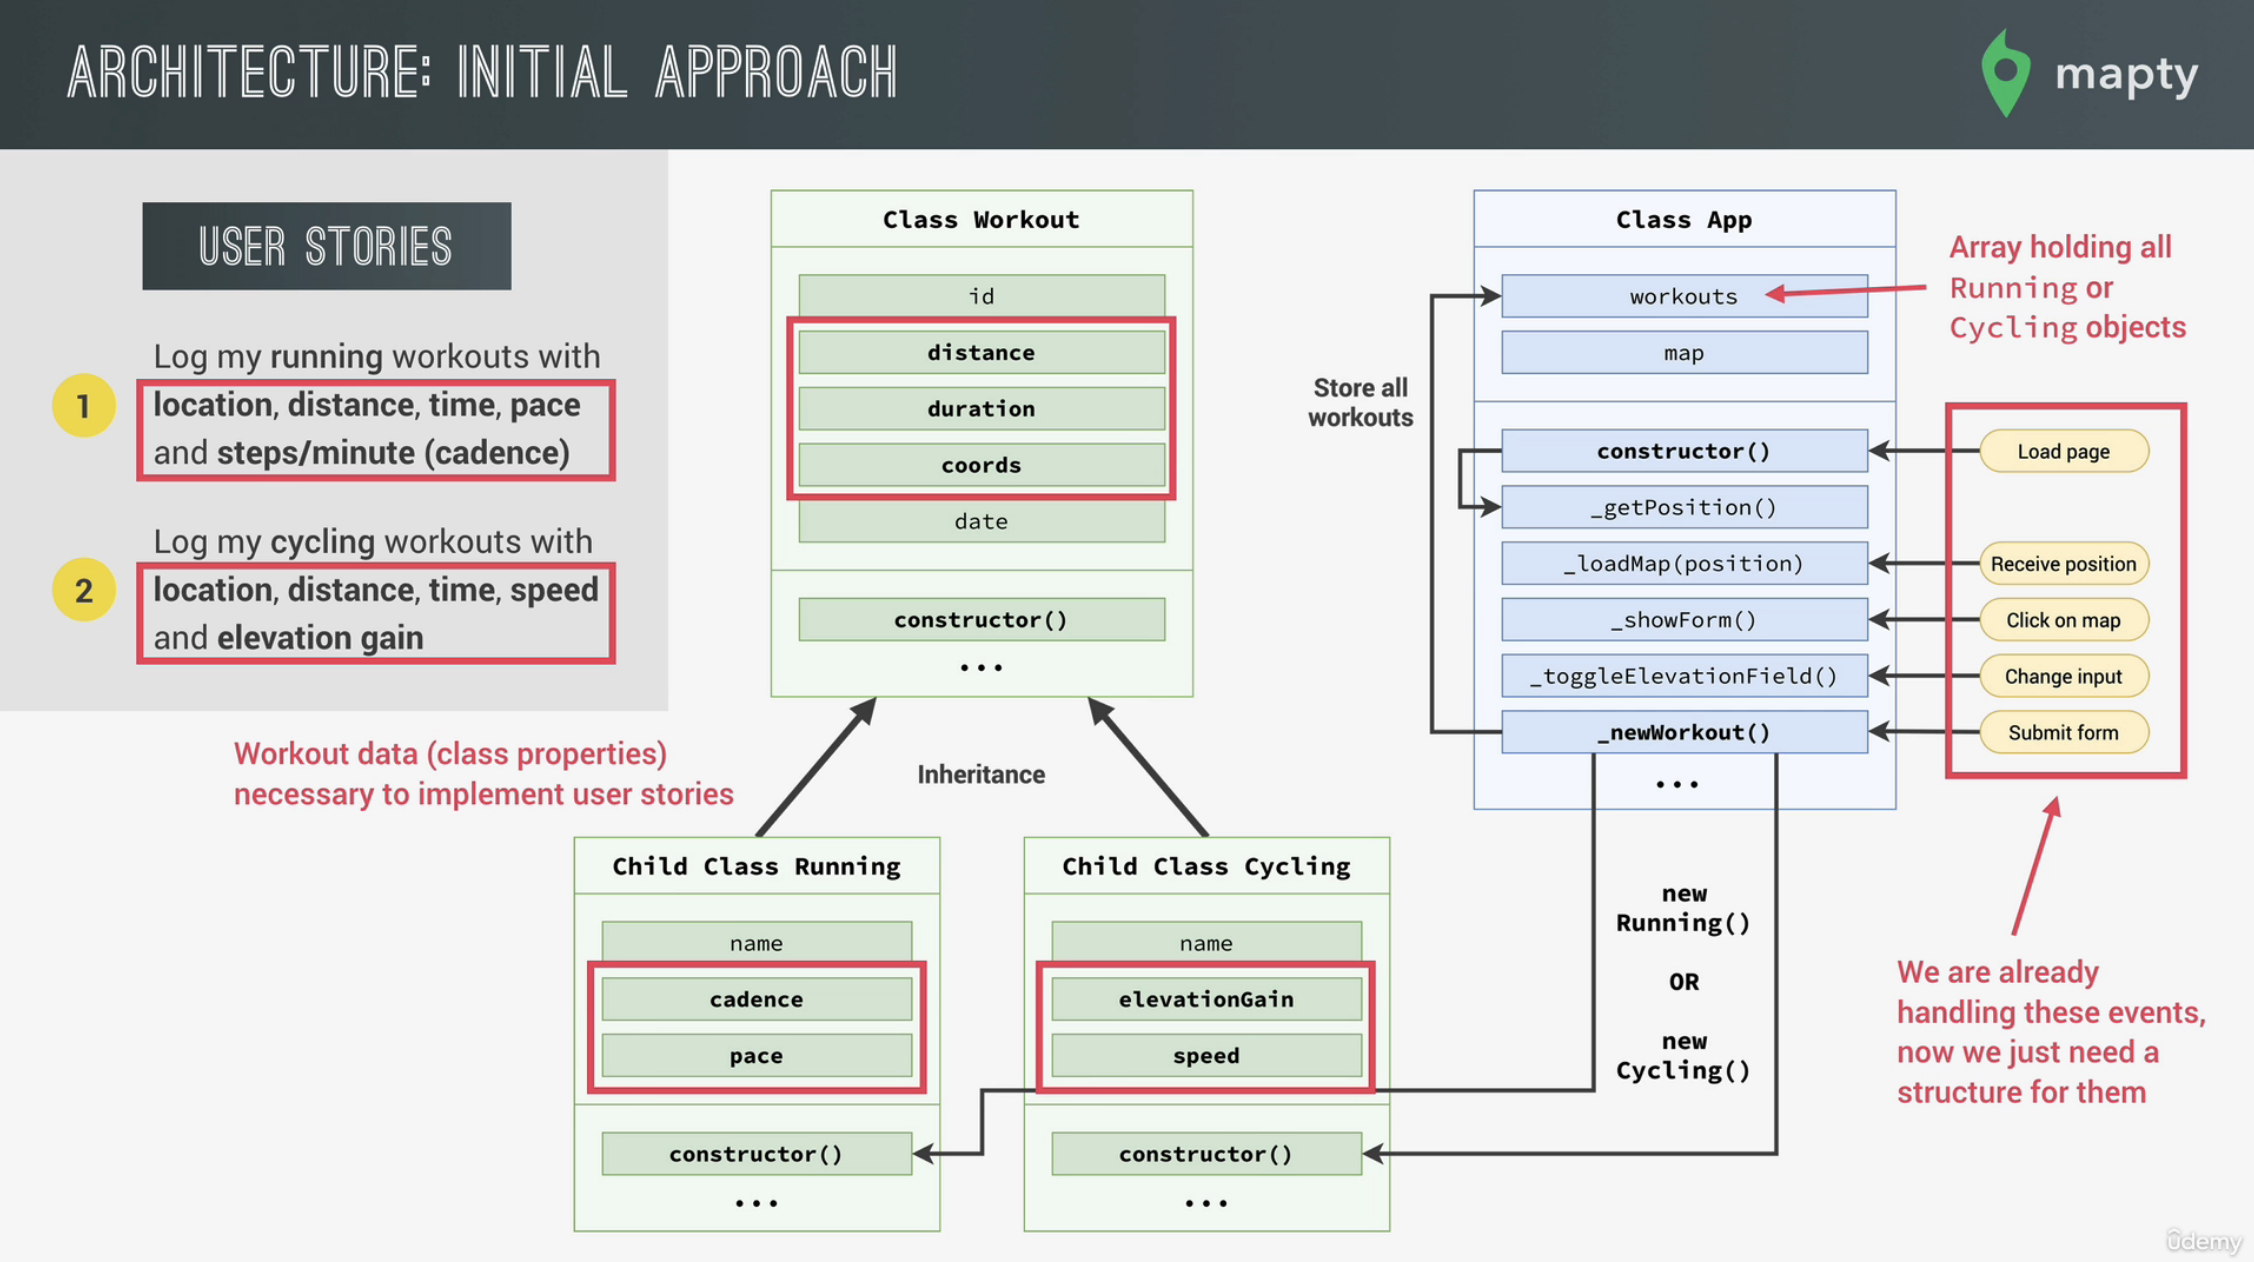 ARCHITECTURE: INITIAL APPROACH
mapty
USER STORIES
1
Log my running workouts with
location, distance, time, pace
and steps/minute (cadence)
2
Log my cycling workouts with
location, distance, time, speed
and elevation gain
Workout data (class properties)
necessary to implement user stories
Class Workout
id
distance
duration
coords
date
constructor()
...
Inheritance
Child Class Running
name
cadence
pace
constructor()
...
Child Class Cycling
name
elevationGain
speed
constructor()
...
Class App
workouts
map
constructor()
_getPosition()
_loadMap(position)
_showForm()
_toggleElevationField()
_newWorkout()
...
Store all
workouts
Array holding all
Running or
Cycling objects
Load page
Receive position
Click on map
Change input
Submit form
new
Running()
OR
new
Cycling()
We are already
handling these events,
now we just need a
structure for them
ûdemy